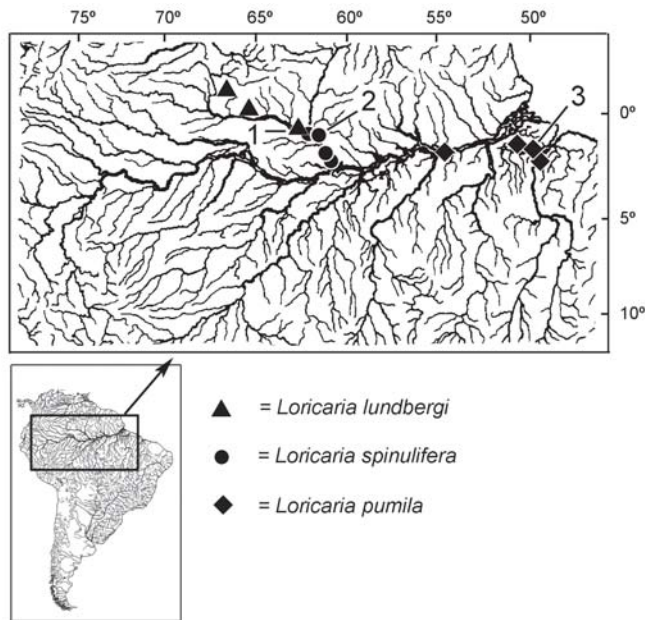 75º 70º 65º 60º 55º 50º
0º
5º
10º
1
2
3
= Loricaria lundbergi
= Loricaria spinulifera
= Loricaria pumila